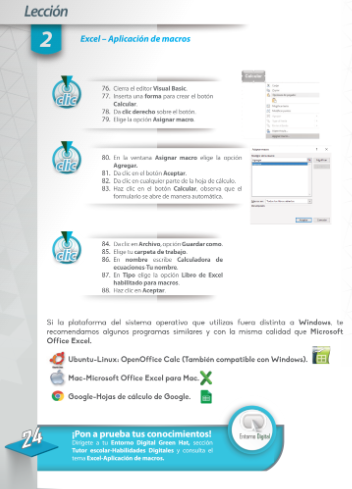 Lección
2
Excel – Aplicación de macros
76. Cierra el editor Visual Basic.
77. Inserta una forma para crear el botón
Calcular.
78. Da clic derecho sobre el botón.
79. Elige la opción Asignar macro.
Calcular
clic
80. En la ventana Asignar macro elige la opción
Agregar.
81. Da clic en el botón Aceptar.
82. Da clic en cualquier parte de la hoja de cálculo.
83. Haz clic en el botón Calcular, observa que el
formulario se abre de manera automática.
clic
84. Da clic en Archivo, opción Guardar como.
85. Elige tu carpeta de trabajo.
86. En nombre escribe Calculadora de
ecuaciones-Tu nombre.
87. En Tipo elige la opción Libro de Excel
habilitado para macros.
88. Haz clic en Aceptar.
clic
Si la plataforma del sistema operativo que utilizas fuera distinta a Windows, te
recomendamos algunos programas similares y con la misma calidad que Microsoft
Office Excel.
Ubuntu-Linux: OpenOffice Calc (También compatible con Windows).
Mac-Microsoft Office Excel para Mac.
Google-Hojas de cálculo de Google.
24
¡Pon a prueba tus conocimientos!
Dirígete a tu Entorno Digital Green Hat, sección
Tutor escolar-Habilidades Digitales y consulta el
tema Excel-Aplicación de macros.
Entorno Digital